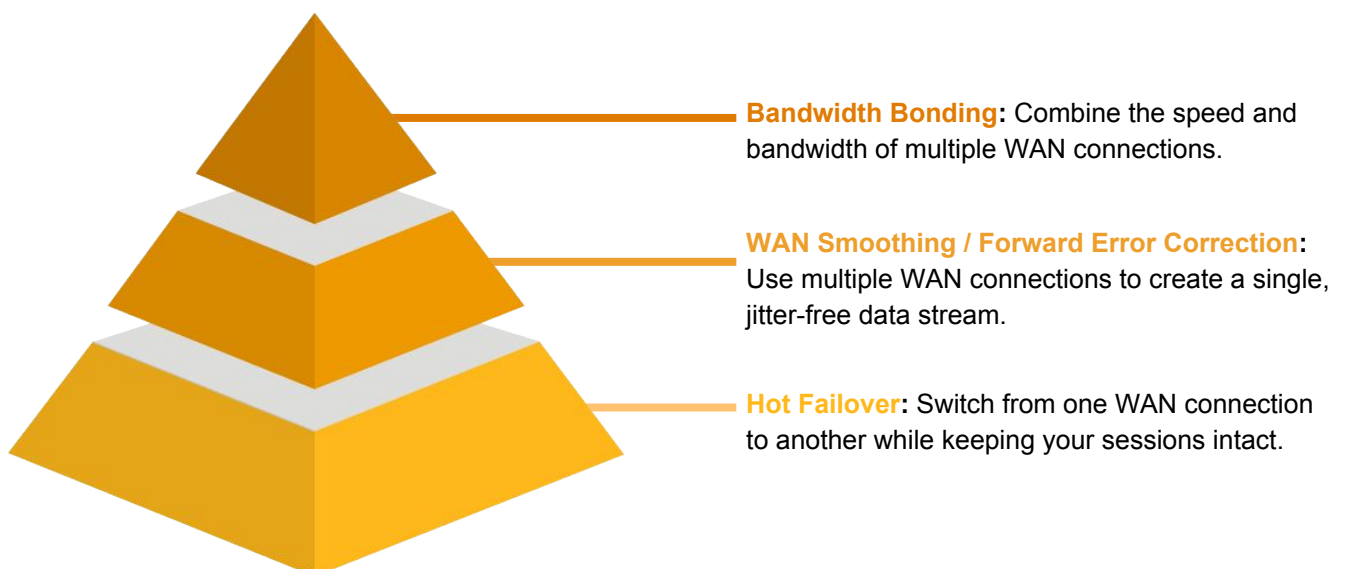 Bandwidth Bonding: Combine the speed and
bandwidth of multiple WAN connections.
WAN Smoothing / Forward Error Correction:
Use multiple WAN connections to create a single,
jitter-free data stream.
Hot Failover: Switch from one WAN connection
to another while keeping your sessions intact.